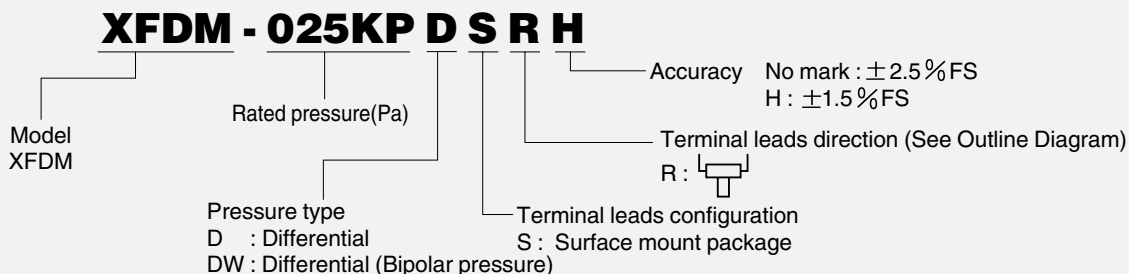 XFDM - 025KP D S R H
Accuracy No mark : ±2.5%FS
H : ±1.5%FS
Rated pressure(Pa)
Model
XFDM
Terminal leads direction (See Outline Diagram)
R :
Pressure type
D : Differential
DW : Differential (Bipolar pressure)
Terminal leads configuration
S : Surface mount package